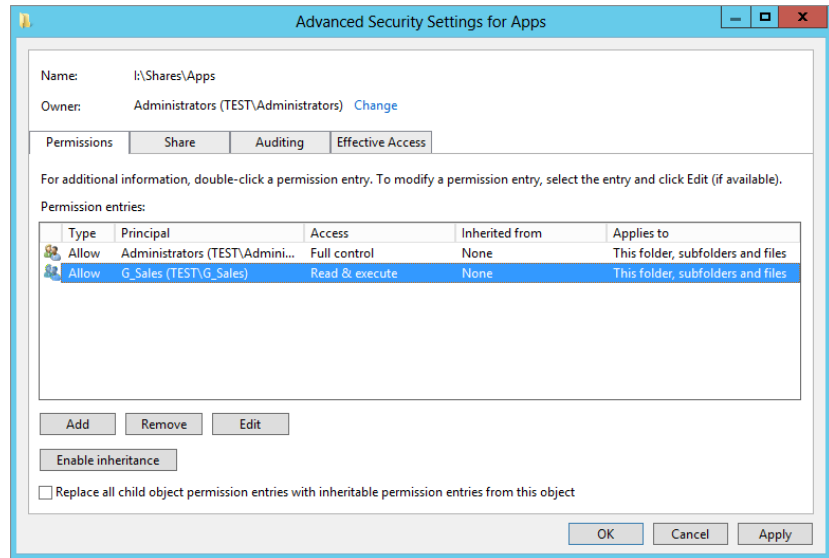 Advanced Security Settings for Apps
Name: I:\Shares\Apps
Owner: Administrators (TEST\Administrators) Change
Permissions Share Auditing Effective Access
For additional information, double-click a permission entry. To modify a permission entry, select the entry and click Edit (if available).
Permission entries:
Type Principal Access Inherited from Applies to
Allow Administrators (TEST\Admini... Full control None This folder, subfolders and files
Allow G_Sales (TEST\G_Sales) Read & execute None This folder, subfolders and files
Add Remove Edit
Enable inheritance
Replace all child object permission entries with inheritable permission entries from this object
OK Cancel Apply